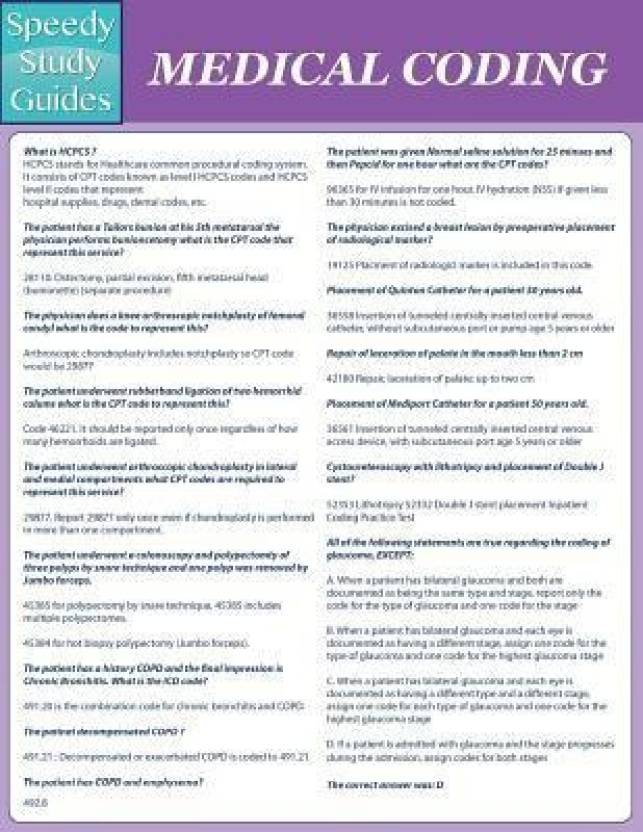 Speedy
Study
Guides
MEDICAL CODING
What is HCPCS ?
HCPCS stands for Healthcare common procedural coding system.
It consists of CPT codes known as level I HCPCS codes and HCPCS
level II codes that represent
hospital supplies, drugs, dental codes, etc.
The patient has a Tailors bunion at his 5th metatarsal the
physician performs bunionectomy what is the CPT code that
represent this service?
28110. Ostectomy, partial excision, fifth metatarsal head
(bunionette) (separate procedure)
The physician does a knee arthroscopic notchplasty of femoral
condyl what is the code to represent this?
Arthroscopic chondroplasty includes notchplasty so CPT code
would be 29877
The patient underwent rubberband ligation of two hemorrhid
colume what is the CPT code to represent this?
Code 46221. It should be reported only once regardless of how
many hemorrhoids are ligated.
The patient underwent arthroscopic chondroplasty in lateral
and medial compartments what CPT codes are required to
represent this service?
29877. Report 29877 only once even if chondroplasty is performed
in more than one compartment.
The patient underwent a colonoscopy and polypectomty of
three polyps by snare technique and one polyp was removed by
Jumbo forceps.
45385 for polypectomy by snare technique, 45385 includes
multiple polypectomies.
45384 for hot biopsy polypectomy (Jumbo forceps).
The patient has a history COPD and the final impression is
Chronic Bronchitis. What is the ICD code?
491.20 is the combination code for chronic bronchitis and COPD
The patinet decompensated COPD ?
491.21 : Decompensated or exacorbated COPD is coded to 491.21
The patient has COPD and emphysema?
492.8
The patient was given Normal saline solution for 25 minues and
then Pepcid for one hour what are the CPT codes?
96365 for IV infusion for one hout. IV hydration (NSS) if given less
than 30 minutes is not coded.
The physician excised a breast lesion by preoperative placement
of radiological marker?
19125 Placment of radiologist marker is included in this code.
Placement of Quinton Catheter for a patient 30 years old.
36558 Insertion of tunneled centrally inserted central venous
catheter, without subcutaneous port or pump age 5 years or older
Repair of laceration of palate in the mouth less than 2 cm
42180 Repair, laceration of palate: up to two cm
Placement of Mediport Catheter for a patient 50 years old.
36561 Insertion of tunneled centrally inserted central venous
access device, with subcutaneous port age 5 years or older
Cystoureteroscopy with lithotripcy and placement of Double J
stent?
52353 Lithotripsy 52332 Double J stent placement Inpatient
Coding Practice Test
All of the following statements are true regarding the coding of
glaucoma, EXCEPT:
A. When a patient has bilateral glaucoma and both are
documented as being the same type and stage, report only the
code for the type of glaucoma and one code for the stage
B. When a patient has bilateral glaucoma and each eye is
documented as having a different stage, assign one code for the
type of glaucoma and one code for the highest glaucoma stage
C. When a patient has bilateral glaucoma and each eye is
documented as having a different type and a different stage,
assign one code for each type of glaucoma and one code for the
highest glaucoma stage
D. If a patient is admitted with glaucoma and the stage progresses
during the admission, assign codes for both stages
The correct answer was: D